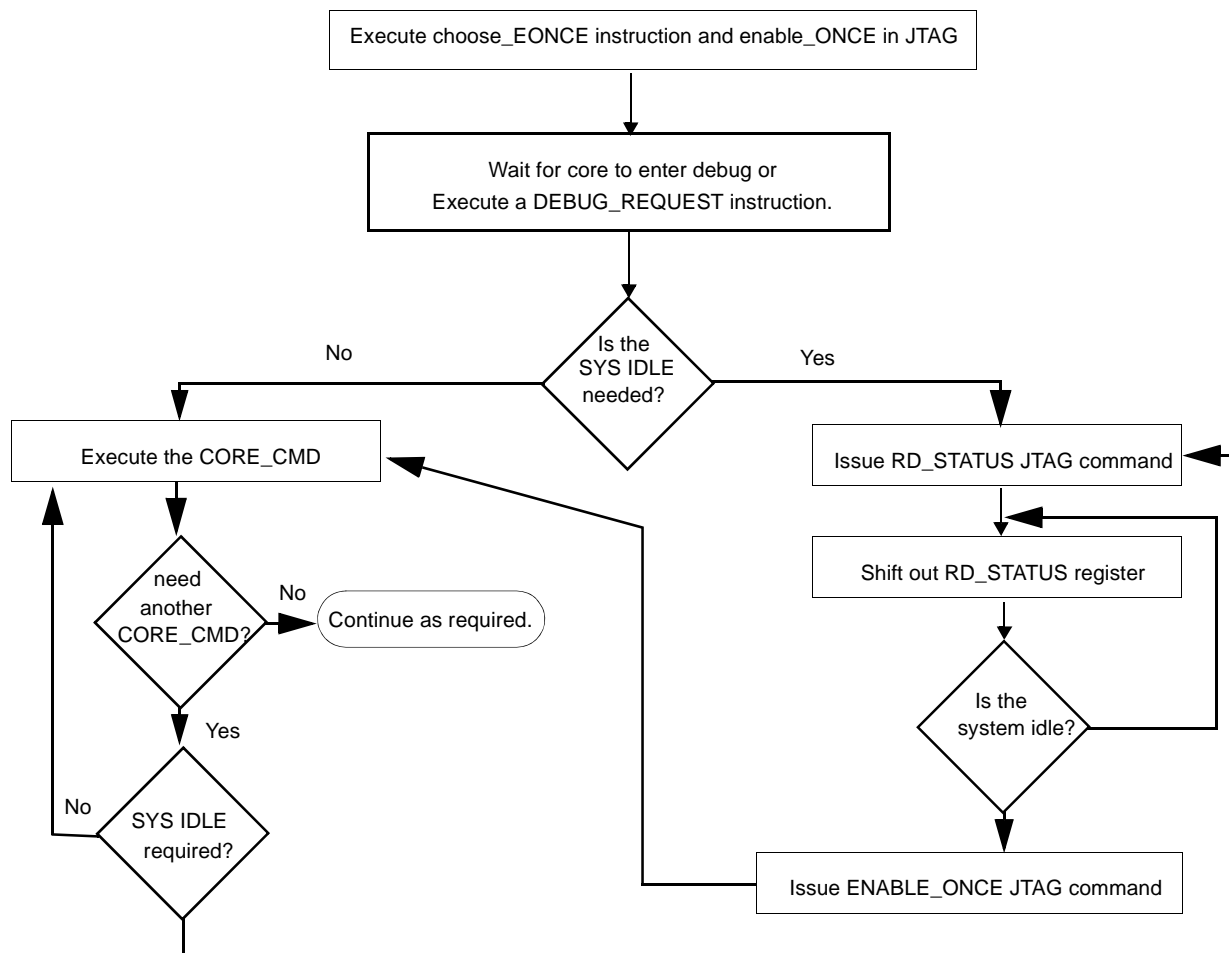 Execute choose_EONCE instruction and enable_ONCE in JTAG
Wait for core to enter debug or
Execute a DEBUG_REQUEST instruction.
Is the
SYS IDLE
needed?
No
Yes
Execute the CORE_CMD
Issue RD_STATUS JTAG command
need
another
CORE_CMD?
No
Continue as required.
Shift out RD_STATUS register
Yes
Is the
system idle?
No
SYS IDLE
required?
Issue ENABLE_ONCE JTAG command